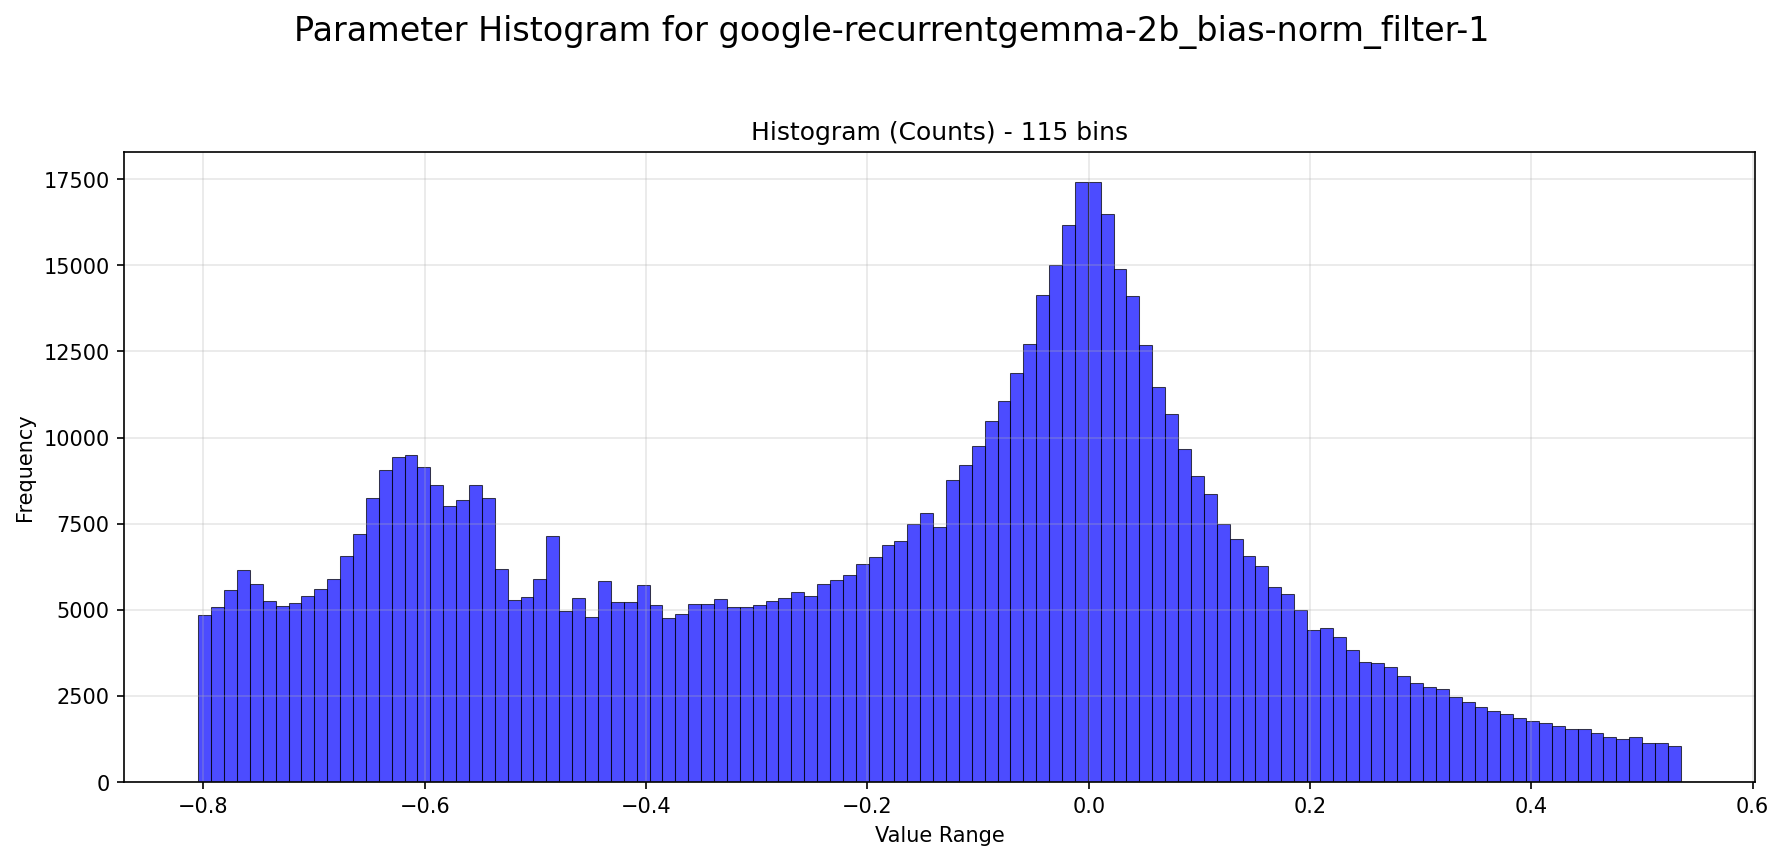 Parameter Histogram for google-recurrentgemma-2b_bias-norm_filter-1
Histogram (Counts) - 115 bins
Frequency
17500
15000
12500
10000
7500
5000
2500
0
−0.8 −0.6 −0.4 −0.2 0.0 0.2 0.4 0.6
Value Range